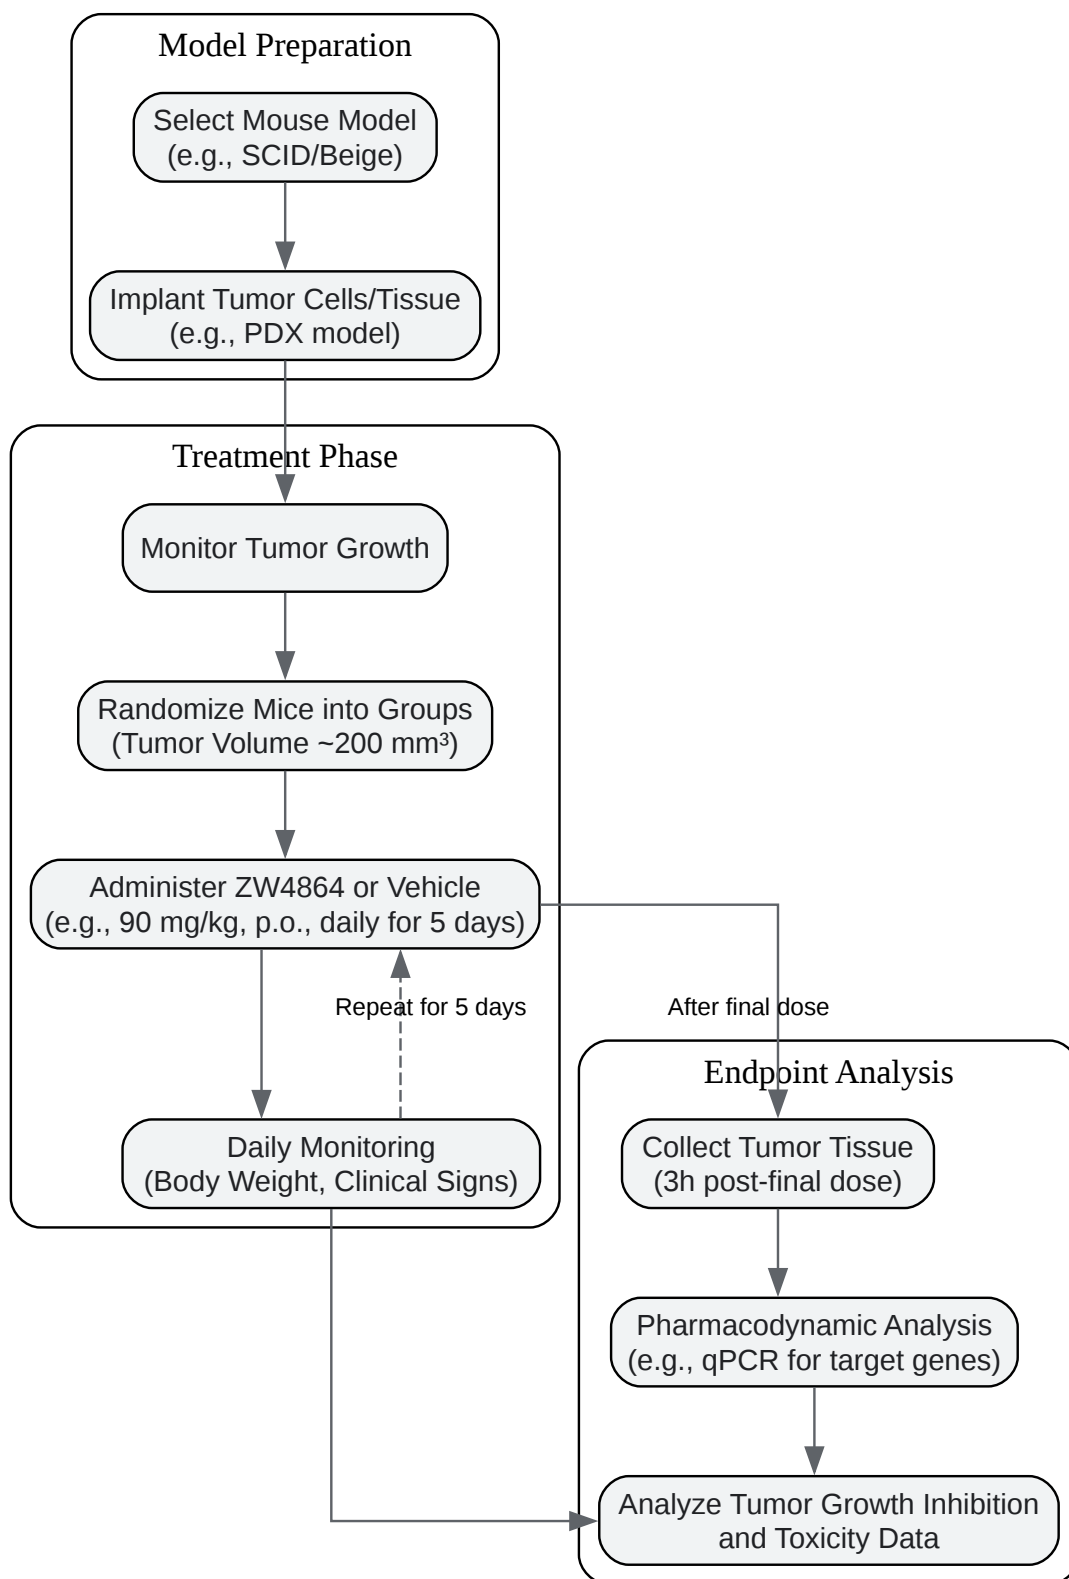 Model Preparation
Select Mouse Model
(e.g., SCID/Beige)
Implant Tumor Cells/Tissue
(e.g., PDX model)
Treatment Phase
Monitor Tumor Growth
Randomize Mice into Groups
(Tumor Volume ~200 mm³)
Administer ZW4864 or Vehicle
(e.g., 90 mg/kg, p.o., daily for 5 days)
Repeat for 5 days
After final dose
Daily Monitoring
(Body Weight, Clinical Signs)
Endpoint Analysis
Collect Tumor Tissue
(3h post-final dose)
Pharmacodynamic Analysis
(e.g., qPCR for target genes)
Analyze Tumor Growth Inhibition
and Toxicity Data